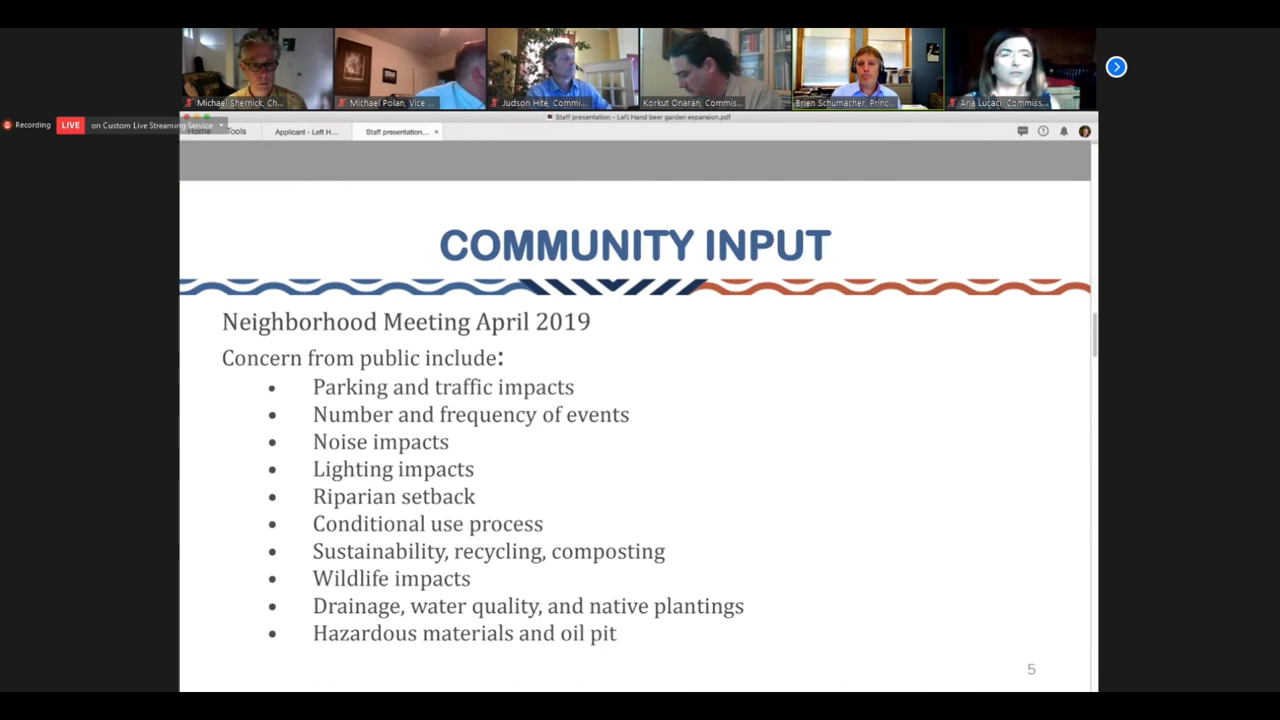 Michael Shernick, Ch...
Michael Polan, Vice ...
Judson Hite, Commi...
Korkut Onaran, Commis...
Brien Schumacher, Princ...
Ana Lucaci, Commiss...
Recording
LIVE
on Custom Live Streaming Service
Staff presentation - Left Hand beer garden expansion.pdf
Home
Tools
Applicant - Left H...
Staff presentation... ×
COMMUNITY INPUT
Neighborhood Meeting April 2019
Concern from public include:
• Parking and traffic impacts
• Number and frequency of events
• Noise impacts
• Lighting impacts
• Riparian setback
• Conditional use process
• Sustainability, recycling, composting
• Wildlife impacts
• Drainage, water quality, and native plantings
• Hazardous materials and oil pit
5